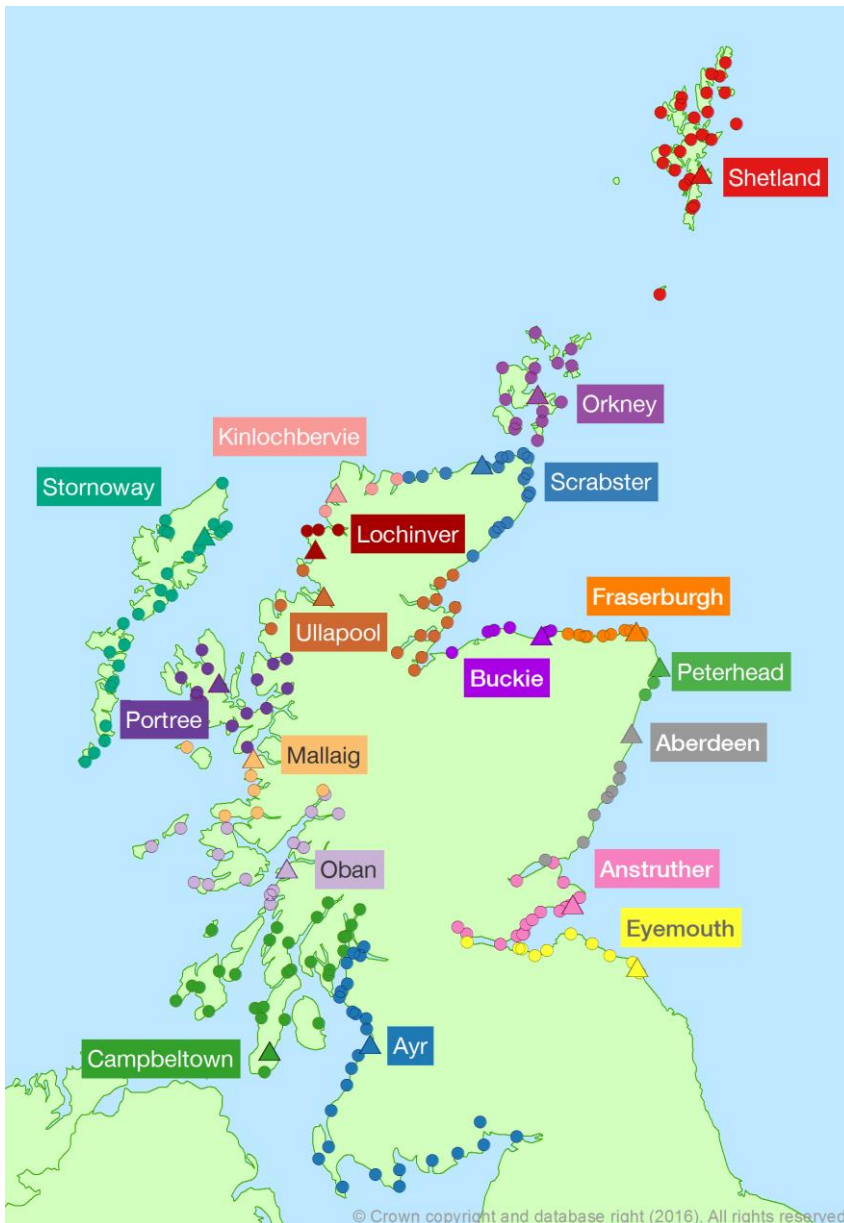 Shetland
Orkney
Kinlochbervie
Stornoway
Scrabster
Lochinver
Fraserburgh
Ullapool
Buckie
Peterhead
Portree
Aberdeen
Mallaig
Oban
Anstruther
Eyemouth
Campbeltown
Ayr
© Crown copyright and database right (2016). All rights reserved